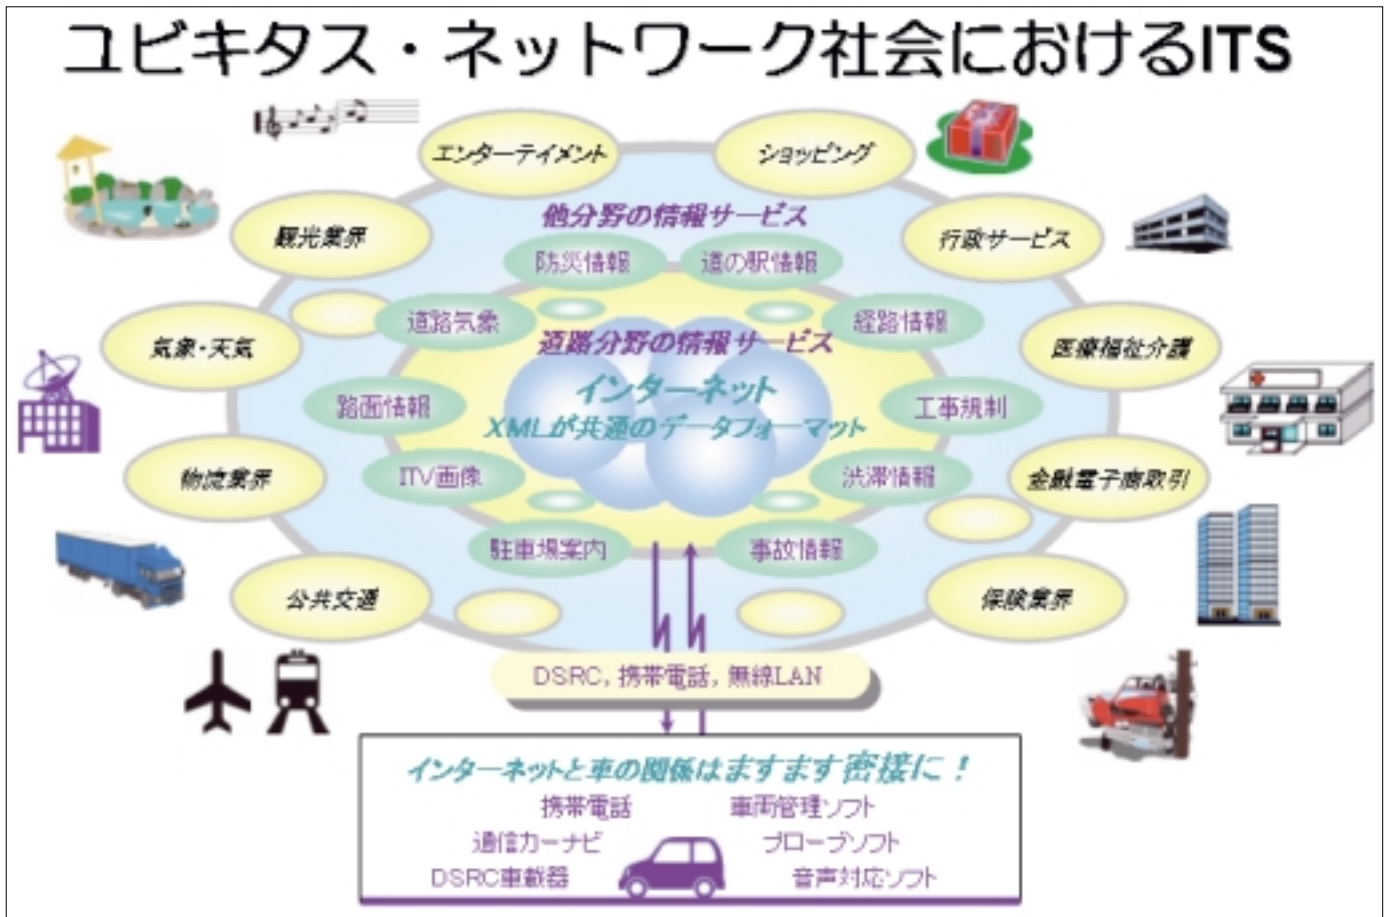 ユビキタス・ネットワーク社会におけるITS
エンターテイメント
ショッピング
他分野の情報サービス
観光業界
行政サービス
防災情報
道の駅情報
道路気象
経路情報
気象・天気
道路分野の情報サービス
医療福祉介護
インターネット
路面情報
工事規制
XMLが共通のデータフォーマット
物流業界
ITV画像
渋滞情報
金融電子商取引
駐車場案内
事故情報
公共交通
保険業界
DSRC, 携帯電話, 無線LAN
インターネットと車の関係はますます密接に！
携帯電話
車両管理ソフト
通信カーナビ
プローブソフト
DSRC車載器
音声対応ソフト